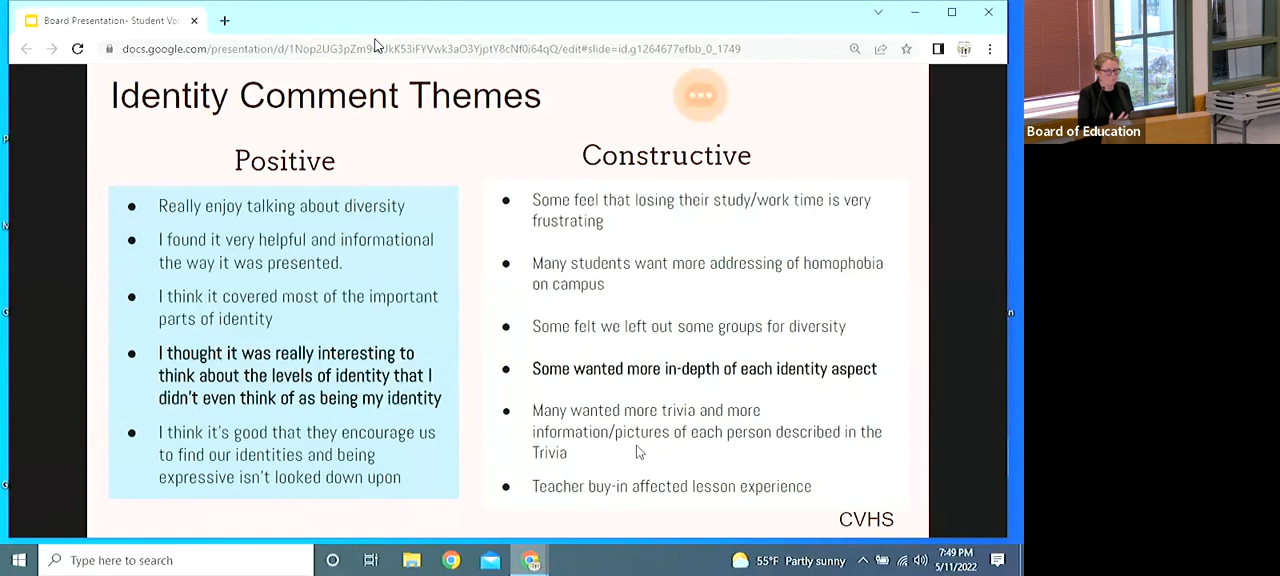 Board Presentation- Student Vo
docs.google.com/presentation/d/1Nop2UG3pZm
kK53iFYVwk3aO3YjptY8cNf0i64qQ/edit#slide=id.g1264677efbb_0_1749
Identity Comment Themes
Positive
Really enjoy talking about diversity
I found it very helpful and informational
the way it was presented.
I think it covered most of the important
parts of identity
I thought it was really interesting to
think about the levels of identity that I
didn't even think of as being my identity
I think it's good that they encourage us
to find our identities and being
expressive isn't looked down upon
Constructive
Some feel that losing their study/work time is very
frustrating
Many students want more addressing of homophobia
on campus
Some felt we left out some groups for diversity
Some wanted more in-depth of each identity aspect
Many wanted more trivia and more
information/pictures of each person described in the
Trivia
Teacher buy-in affected lesson experience
CVHS
Board of Education
Type here to search
55°F Partly sunny
7:49 PM
5/11/2022